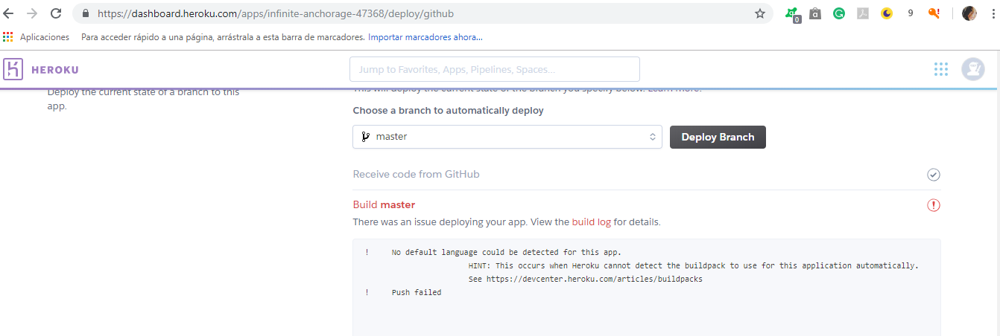 https://dashboard.heroku.com/apps/infinite-anchorage-47368/deploy/github
0
a
G
9
Aplicaciones Para acceder rápido a una página, arrástrala a esta barra de marcadores. Importar marcadores ahora...
HEROKU
Jump to Favorites, Apps, Pipelines, Spaces...
Deploy the current state of a branch to this
app.
This will deploy the current state of the branch you specify below. Learn more.
Choose a branch to automatically deploy
master
Deploy Branch
Receive code from GitHub
Build master
There was an issue deploying your app. View the build log for details.
! No default language could be detected for this app.
HINT: This occurs when Heroku cannot detect the buildpack to use for this application automatically.
See https://devcenter.heroku.com/articles/buildpacks
! Push failed